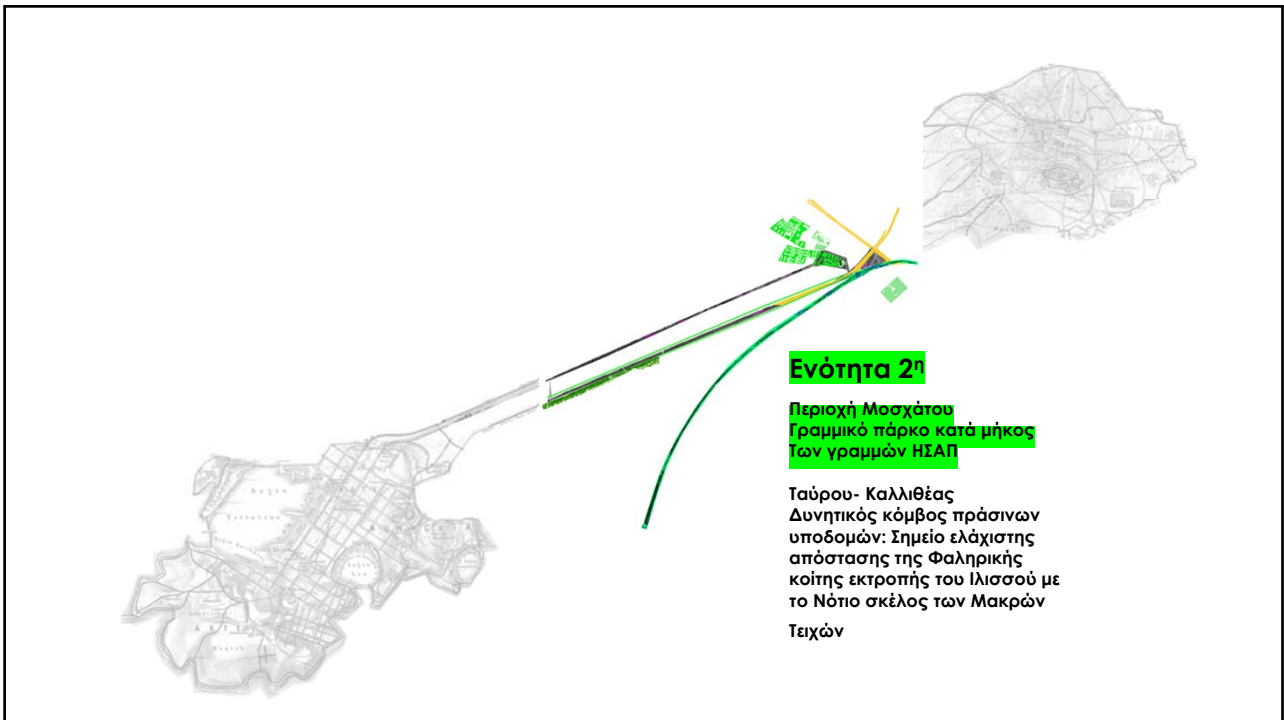 Ενότητα 2η
Περιοχή Μοσχάτου
Γραμμικό πάρκο κατά μήκος
Των γραμμών ΗΣΑΠ
Ταύρου- Καλλιθέας
Δυνητικός κόμβος πράσινων
υποδομών: Σημείο ελάχιστης
απόστασης της Φαληρικής
κοίτης εκτροπής του Ιλισσού με
το Νότιο σκέλος των Μακρών
Τειχών